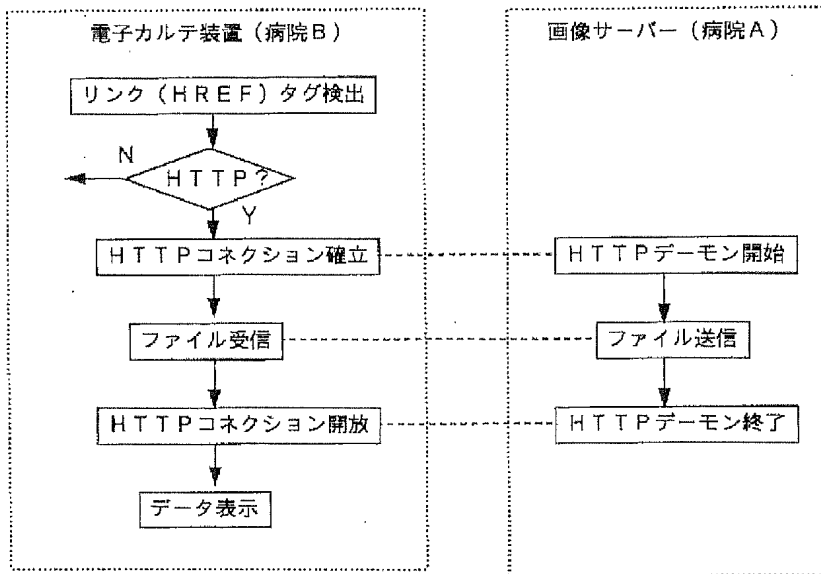 電子カルテ装置（病院Ｂ）
リンク（ＨＲＥＦ）タグ検出
Ｎ
ＨＴＴＰ？
Ｙ
ＨＴＴＰコネクション確立
ファイル受信
ＨＴＴＰコネクション開放
データ表示
画像サーバー（病院Ａ）
ＨＴＴＰデーモン開始
ファイル送信
ＨＴＴＰデーモン終了